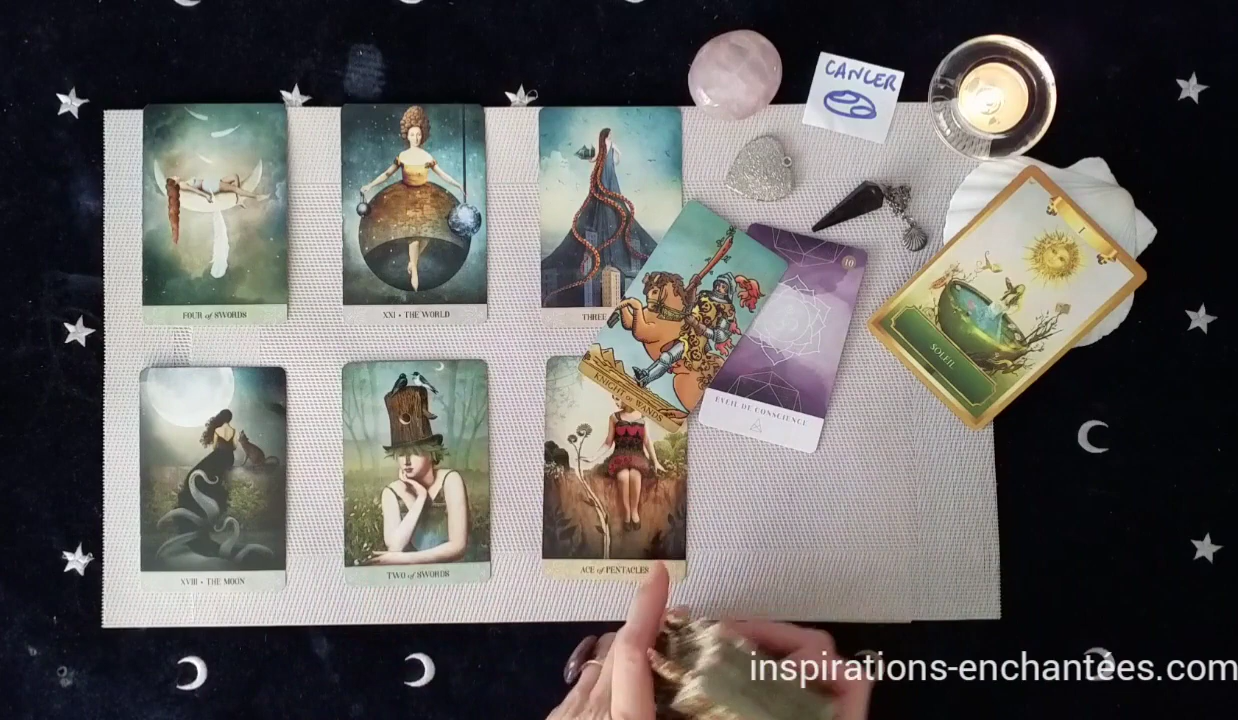 CANCER
FOUR of SWORDS
XXI • THE WORLD
THREE
I
10
SOLEIL
KNIGHT OF WANDS
EVEIL DE CONSCIENCE
XVIII • THE MOON
TWO of SWORDS
ACE of PENTACLES
inspirations-enchantées.com